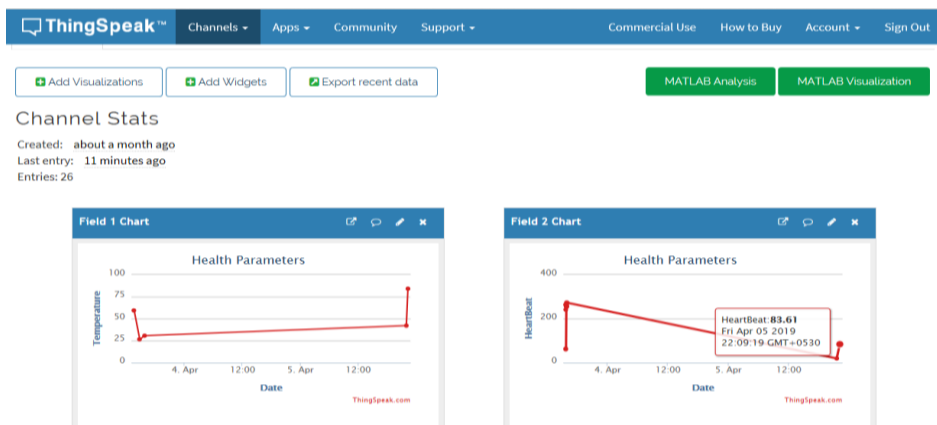 ThingSpeak™ Channels Apps Community Support Commercial Use How to Buy Account Sign Out
Add Visualizations Add Widgets Export recent data MATLAB Analysis MATLAB Visualization
Channel Stats
Created: about a month ago
Last entry: 11 minutes ago
Entries: 26
Field 1 Chart
Health Parameters
Temperature
100
75
50
25
0
4. Apr 12:00 5. Apr 12:00
Date
ThingSpeak.com
Field 2 Chart
Health Parameters
HeartBeat
400
200
0
HeartBeat:83.61
Fri Apr 05 2019
22:09:19 GMT+0530
4. Apr 12:00 5. Apr 12:00
Date
ThingSpeak.com